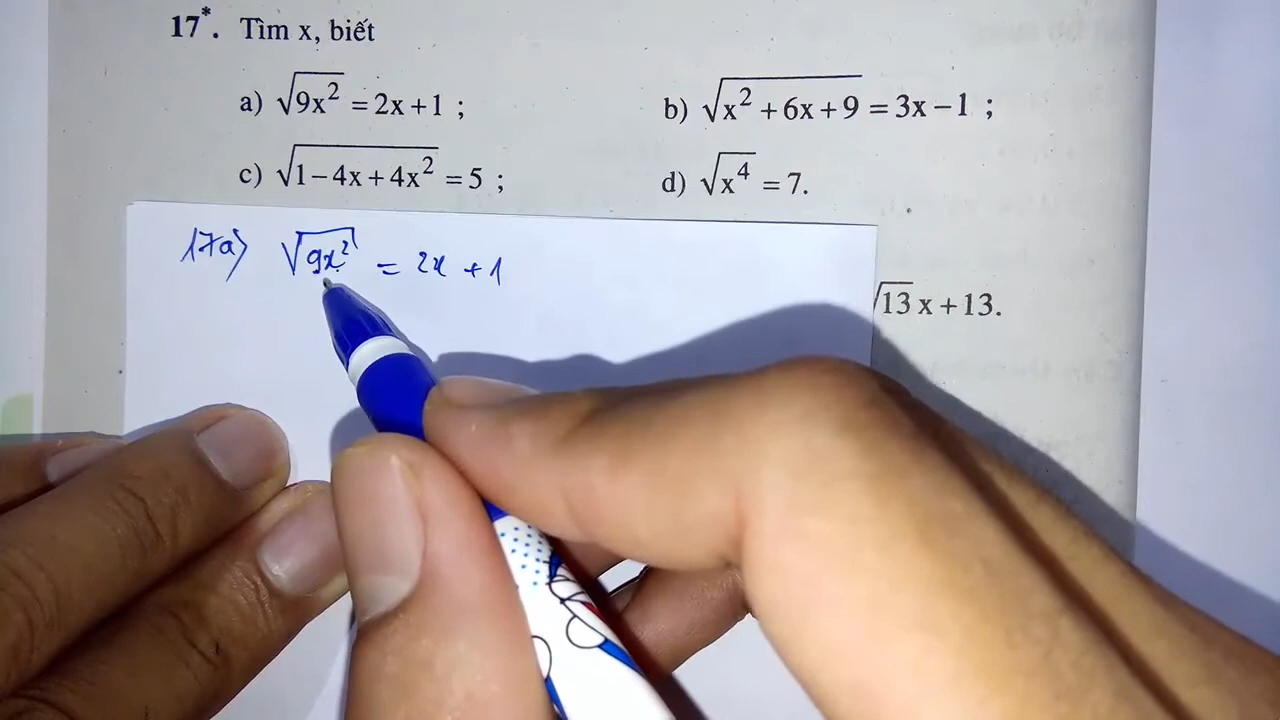 17*. Tìm x, biết
a) √9x² = 2x+1 ; b) √x² + 6x + 9 = 3x − 1 ;
c) √1 − 4x + 4x² = 5 ; d) √x⁴ = 7.
17a) √9x² = 2x + 1
√13 x + 13.